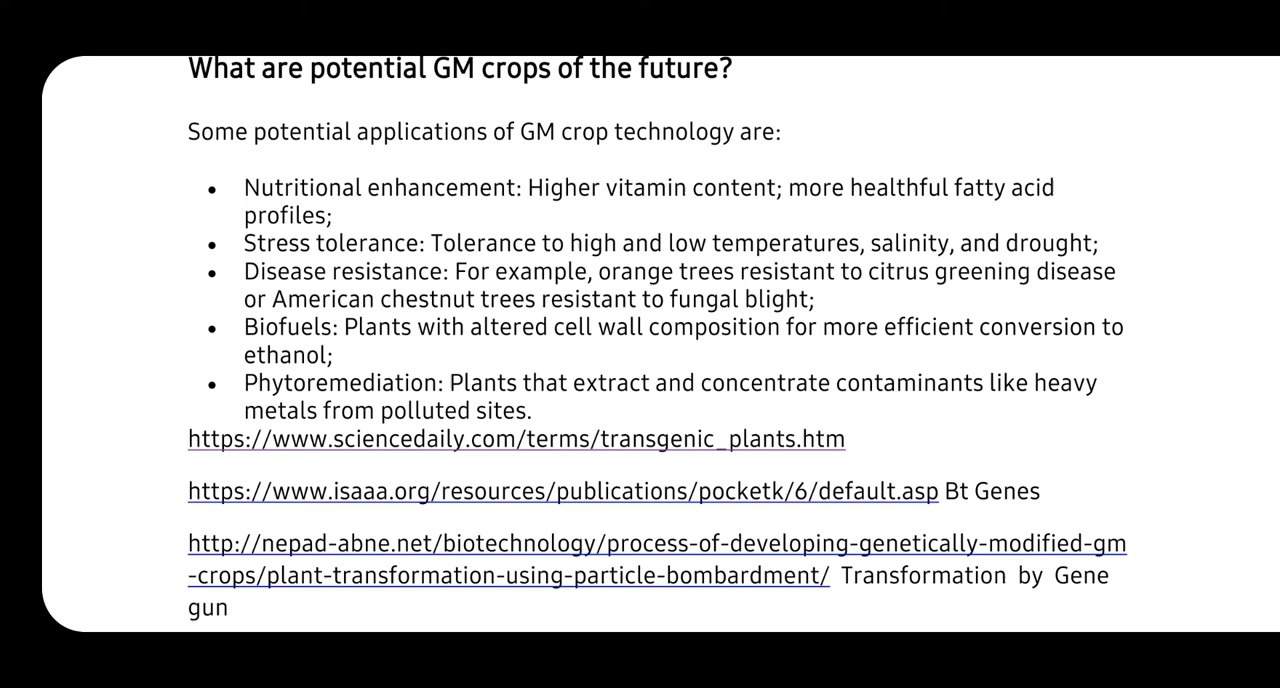 What are potential GM crops of the future?
Some potential applications of GM crop technology are:
• Nutritional enhancement: Higher vitamin content; more healthful fatty acid
profiles;
• Stress tolerance: Tolerance to high and low temperatures, salinity, and drought;
• Disease resistance: For example, orange trees resistant to citrus greening disease
or American chestnut trees resistant to fungal blight;
• Biofuels: Plants with altered cell wall composition for more efficient conversion to
ethanol;
• Phytoremediation: Plants that extract and concentrate contaminants like heavy
metals from polluted sites.
https://www.sciencedaily.com/terms/transgenic_plants.htm
https://www.isaaa.org/resources/publications/pocketk/6/default.asp Bt Genes
http://nepad-abne.net/biotechnology/process-of-developing-genetically-modified-gm
-crops/plant-transformation-using-particle-bombardment/ Transformation by Gene
gun